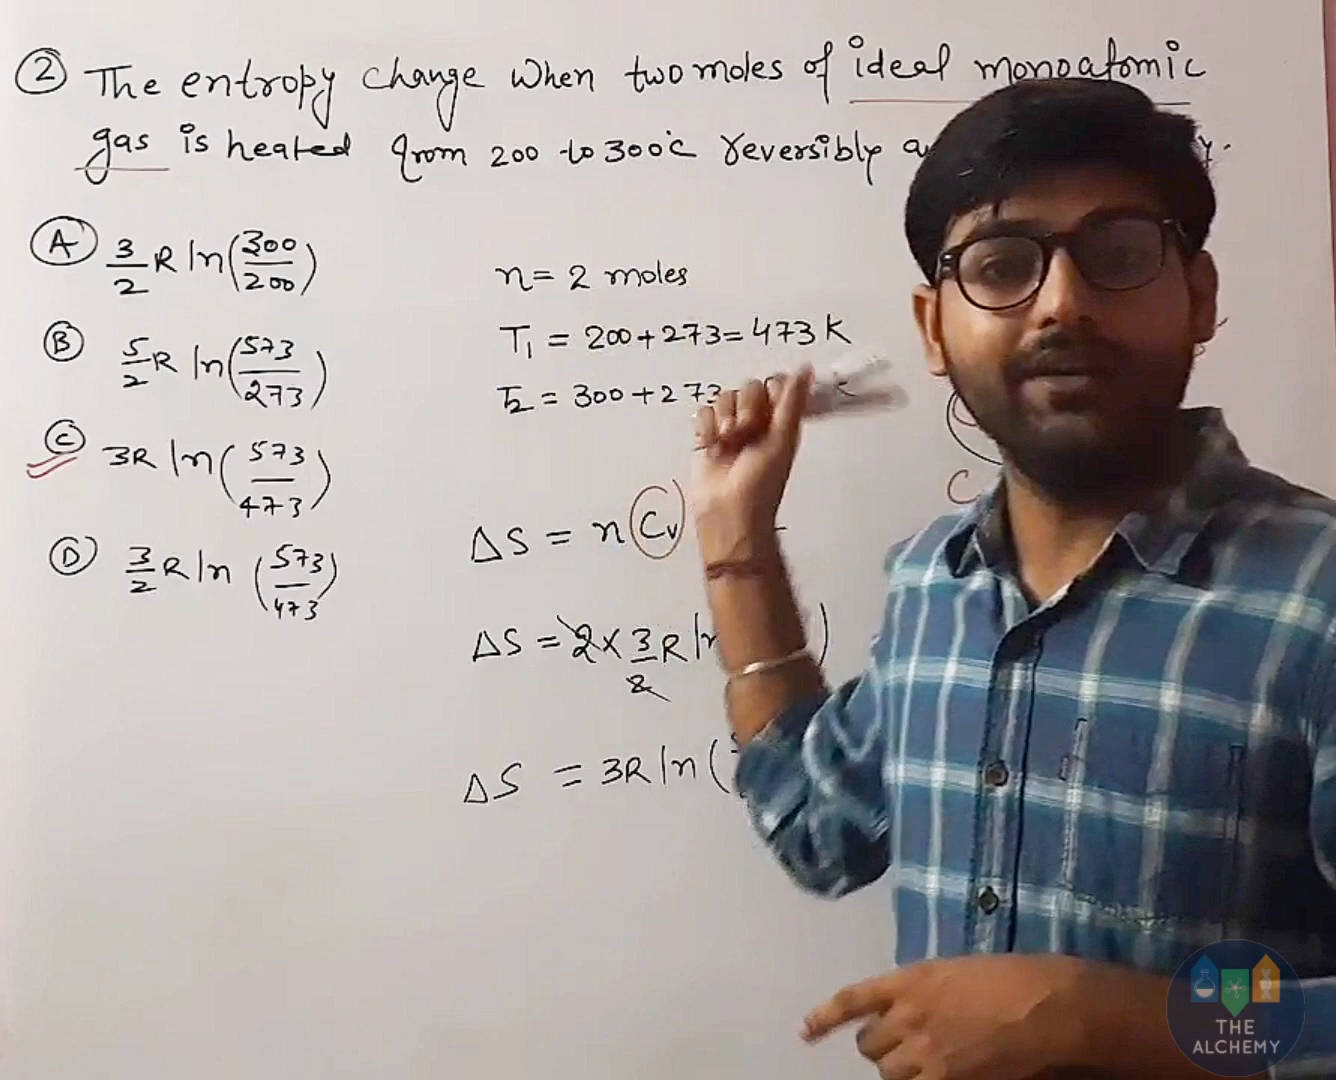 ② The entropy change when two moles of ideal monoatomic
gas is heated from 200 to 300°C reversibly a y.
Ⓐ 3/2 R ln(300/200)
Ⓑ 5/2 R ln(573/273)
Ⓒ 3R ln(573/473)
Ⓓ 3/2 R ln(573/473)
n = 2 moles
T₁ = 200+273 = 473 K
T₂ = 300+273
ΔS = n Cv
ΔS = 2 × 3/2 R ln )
ΔS = 3R ln (
C
THE
ALCHEMY